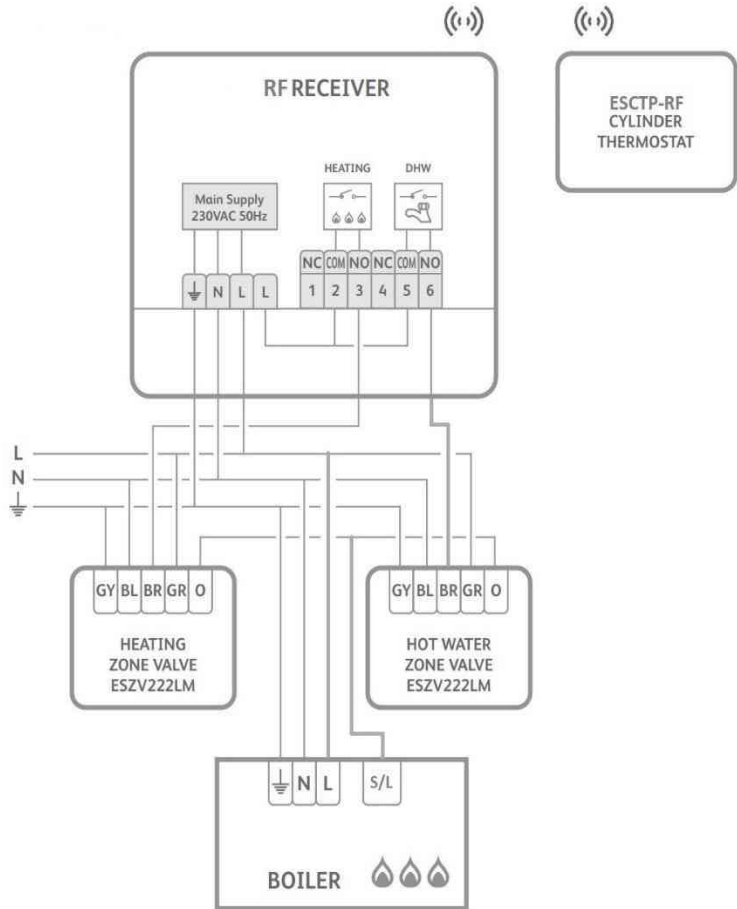 RF RECEIVER
ESCTP-RF
CYLINDER
THERMOSTAT
HEATING DHW
Main Supply
230VAC 50Hz
NC COM NO NC COM NO
N L L 1 2 3 4 5 6
L
N
GY BL BR GR O GY BL BR GR O
HEATING
ZONE VALVE
ESZV222LM
HOT WATER
ZONE VALVE
ESZV222LM
N L S/L
BOILER